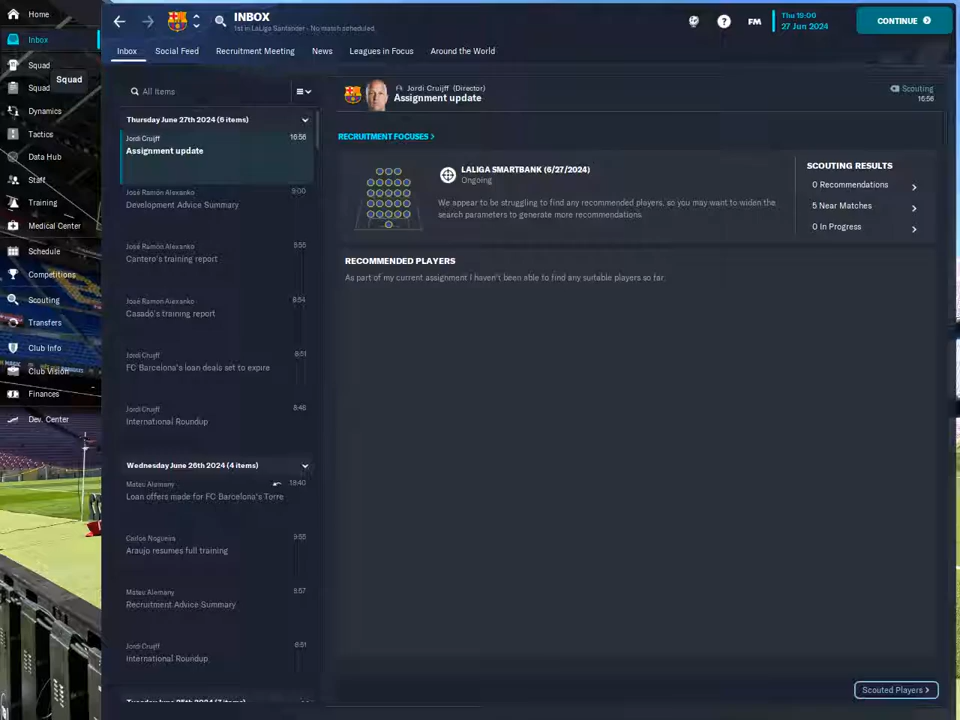 Home
Inbox
Squad
Squad
Squad
Dynamics
Tactics
Data Hub
Staff
Training
Medical Center
Schedule
Competitions
Scouting
Transfers
Club Info
Club Vision
Finances
Dev. Center
INBOX
1st in LaLiga Santander - No match scheduled.
?
FM
Thu 19:00
27 Jun 2024
CONTINUE
Inbox
Social Feed
Recruitment Meeting
News
Leagues in Focus
Around the World
All Items
Thursday June 27th 2024 (6 items)
Jordi Cruijff
16:56
Assignment update
José Ramón Alexanko
9:00
Development Advice Summary
José Ramón Alexanko
Cantero's training report
José Ramón Alexanko
8:54
Casadó's training report
Jordi Cruijff
8:51
FC Barcelona's loan deals set to expire
Jordi Cruijff
8:46
International Roundup
Wednesday June 26th 2024 (4 items)
Mateu Alemany
Loan offers made for FC Barcelona's Torre
Carlos Nogueira
Araujo resumes full training
Mateu Alemany
8:57
Recruitment Advice Summary
Jordi Cruijff
8:51
International Roundup
Jordi Cruijff (Director)
Assignment update
Scouting
16:56
RECRUITMENT FOCUSES >
LALIGA SMARTBANK (6/27/2024)
Ongoing
We appear to be struggling to find any recommended players, so you may want to widen the
search parameters to generate more recommendations.
SCOUTING RESULTS
0 Recommendations
5 Near Matches
0 In Progress
RECOMMENDED PLAYERS
As part of my current assignment I haven't been able to find any suitable players so far.
Scouted Players >